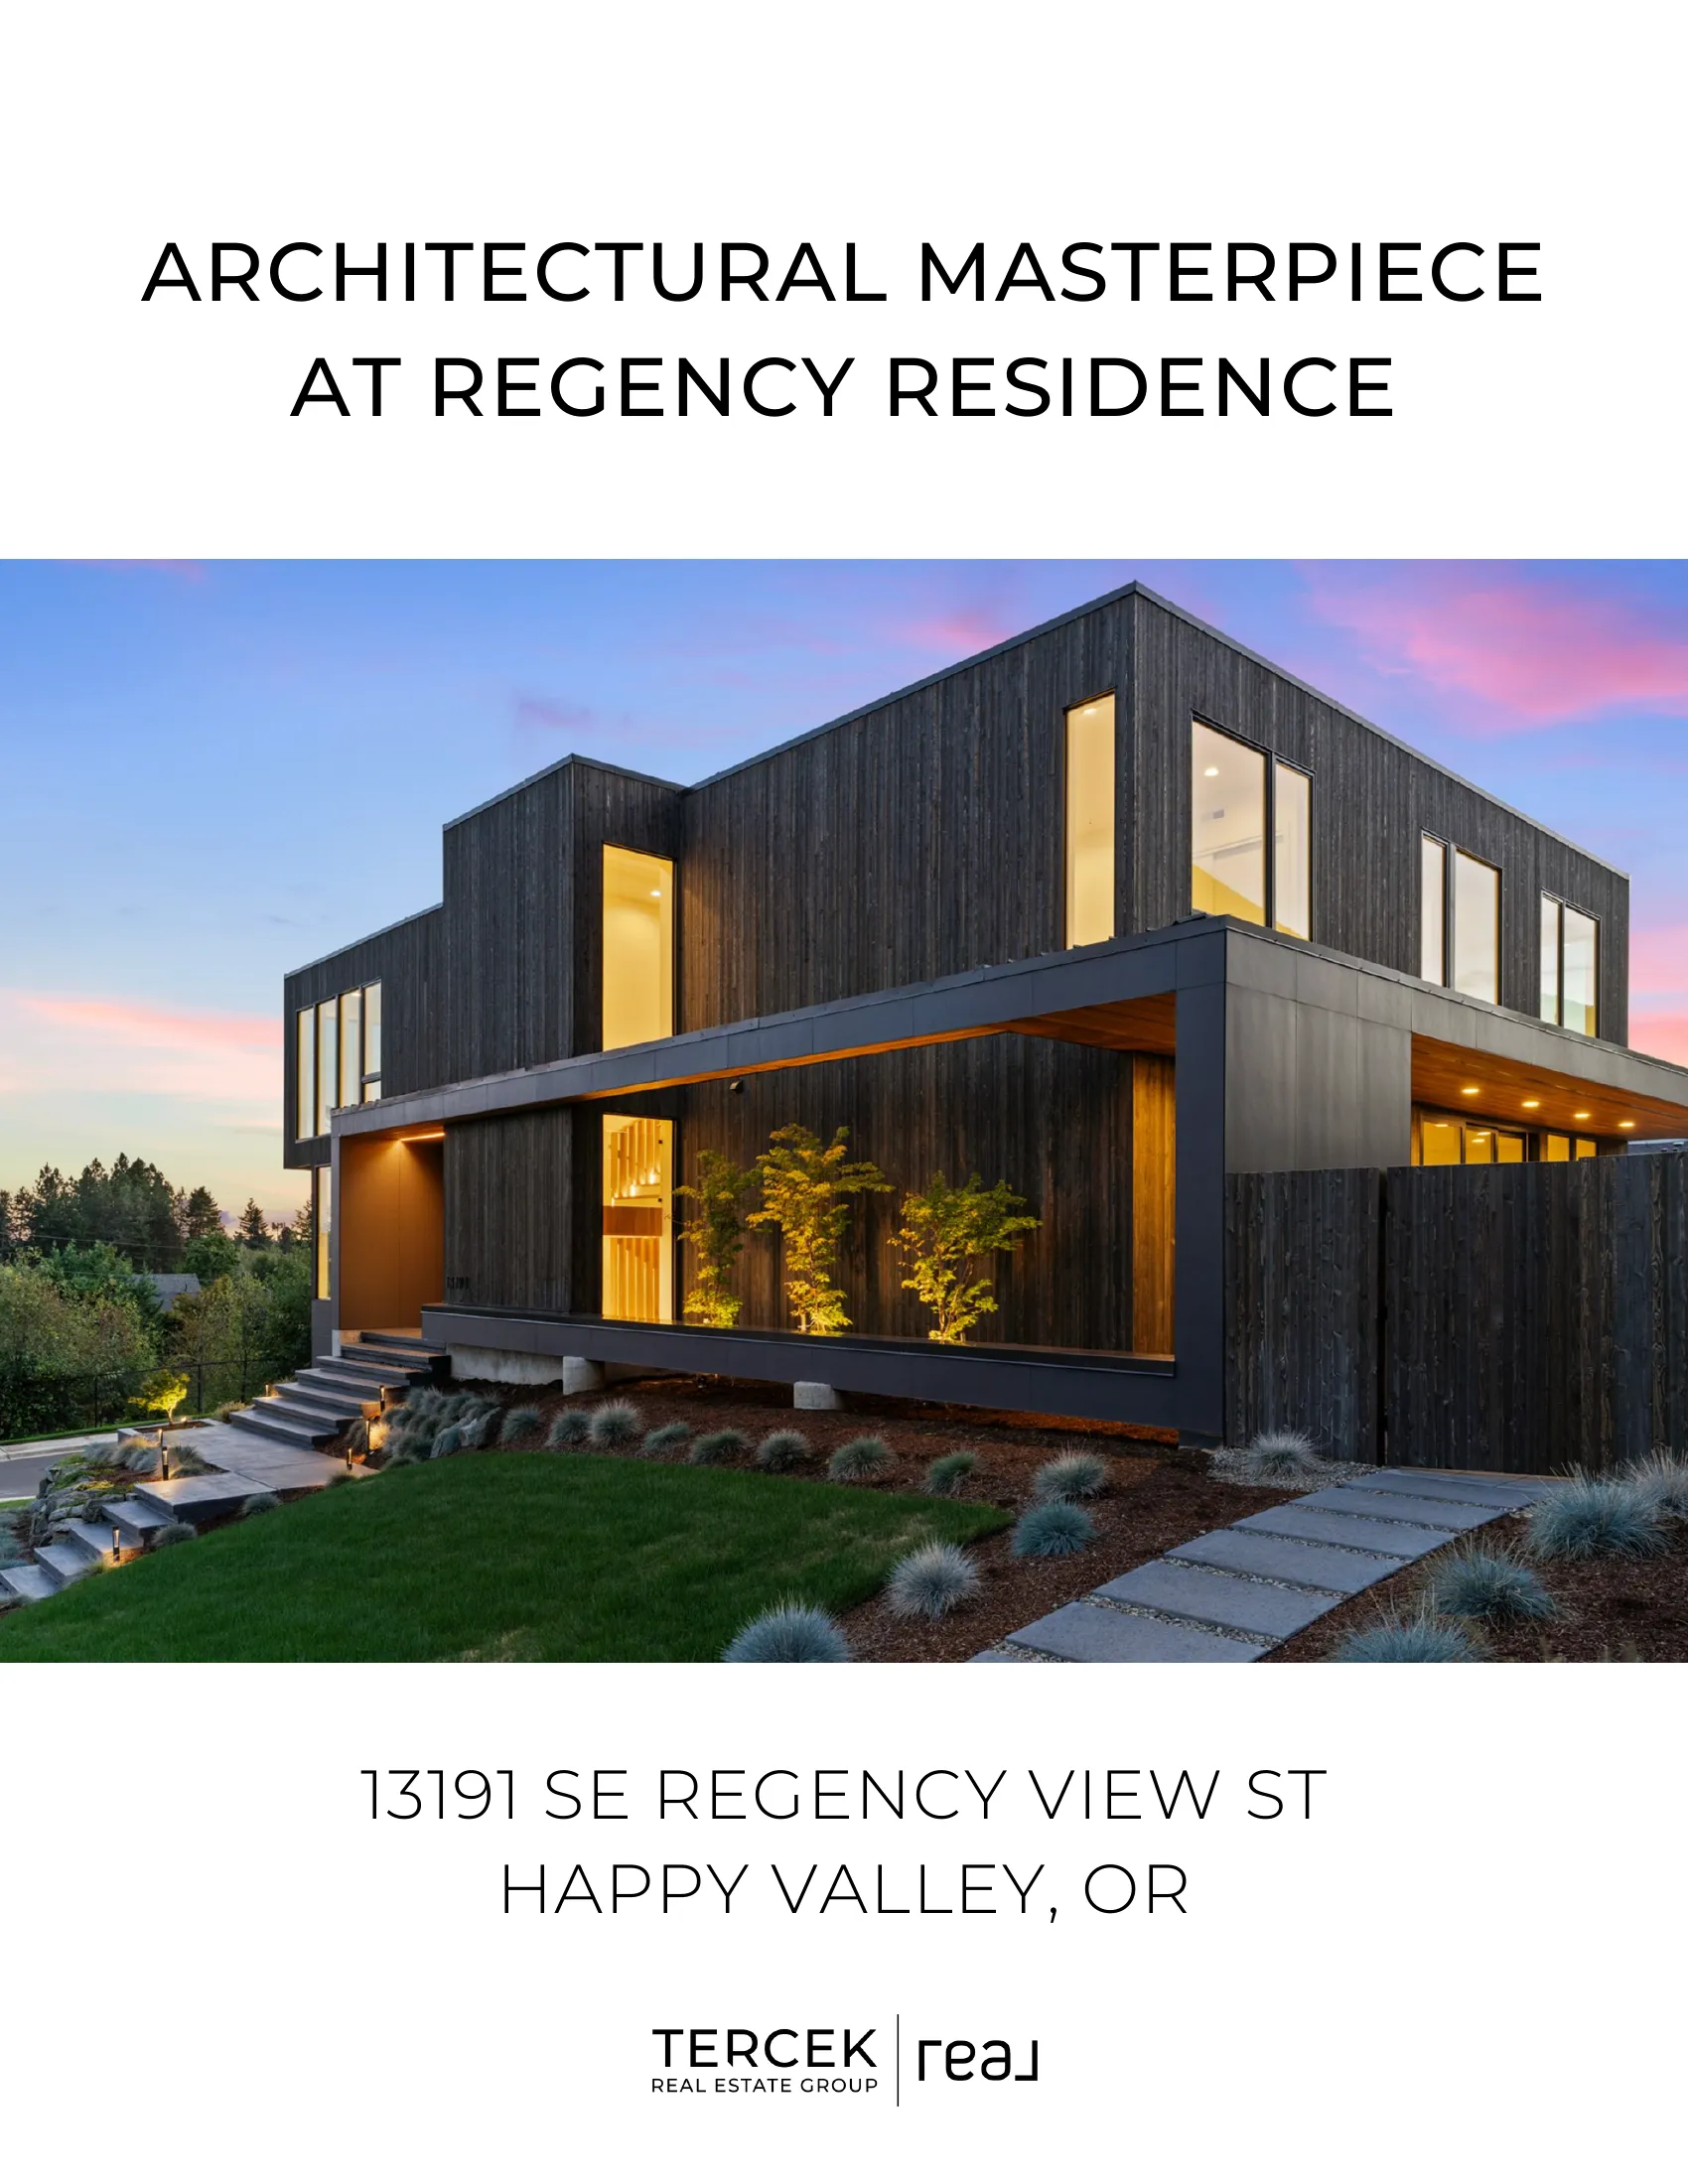 ARCHITECTURAL MASTERPIECE
AT REGENCY RESIDENCE
13191 SE REGENCY VIEW ST
HAPPY VALLEY, OR
TERCEK
REAL ESTATE GROUP
real